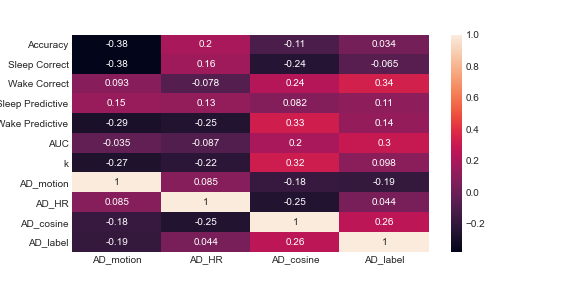 Accuracy -0.38 0.2 -0.11 0.034
Sleep Correct -0.38 0.16 -0.24 -0.065
Wake Correct 0.093 -0.078 0.24 0.34
Sleep Predictive 0.15 0.13 0.082 0.11
Wake Predictive -0.29 -0.25 0.33 0.14
AUC -0.035 -0.087 0.2 0.3
k -0.27 -0.22 0.32 0.098
AD_motion 1 0.085 -0.18 -0.19
AD_HR 0.085 1 -0.25 0.044
AD_cosine -0.18 -0.25 1 0.26
AD_label -0.19 0.044 0.26 1
AD_motion AD_HR AD_cosine AD_label
1.0
0.8
0.6
0.4
0.2
0.0
−0.2